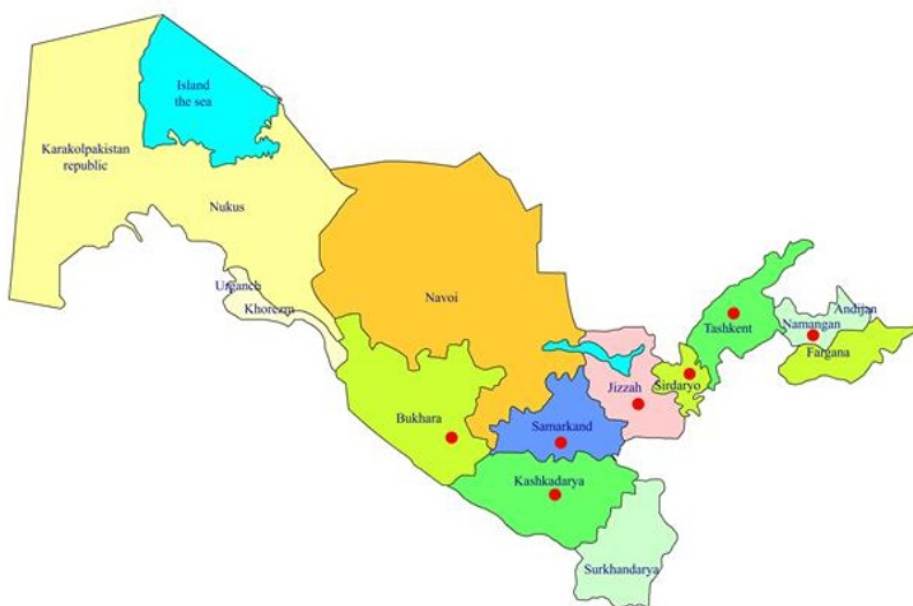 Island
the sea
Karakolpakistan
republic
Nukus
Urganch
Khorezm
Navoi
Andijan
Namangan
Tashkent
Fargana
Sirdaryo
Jizzah
Bukhara
Samarkand
Kashkadarya
Surkhandarya